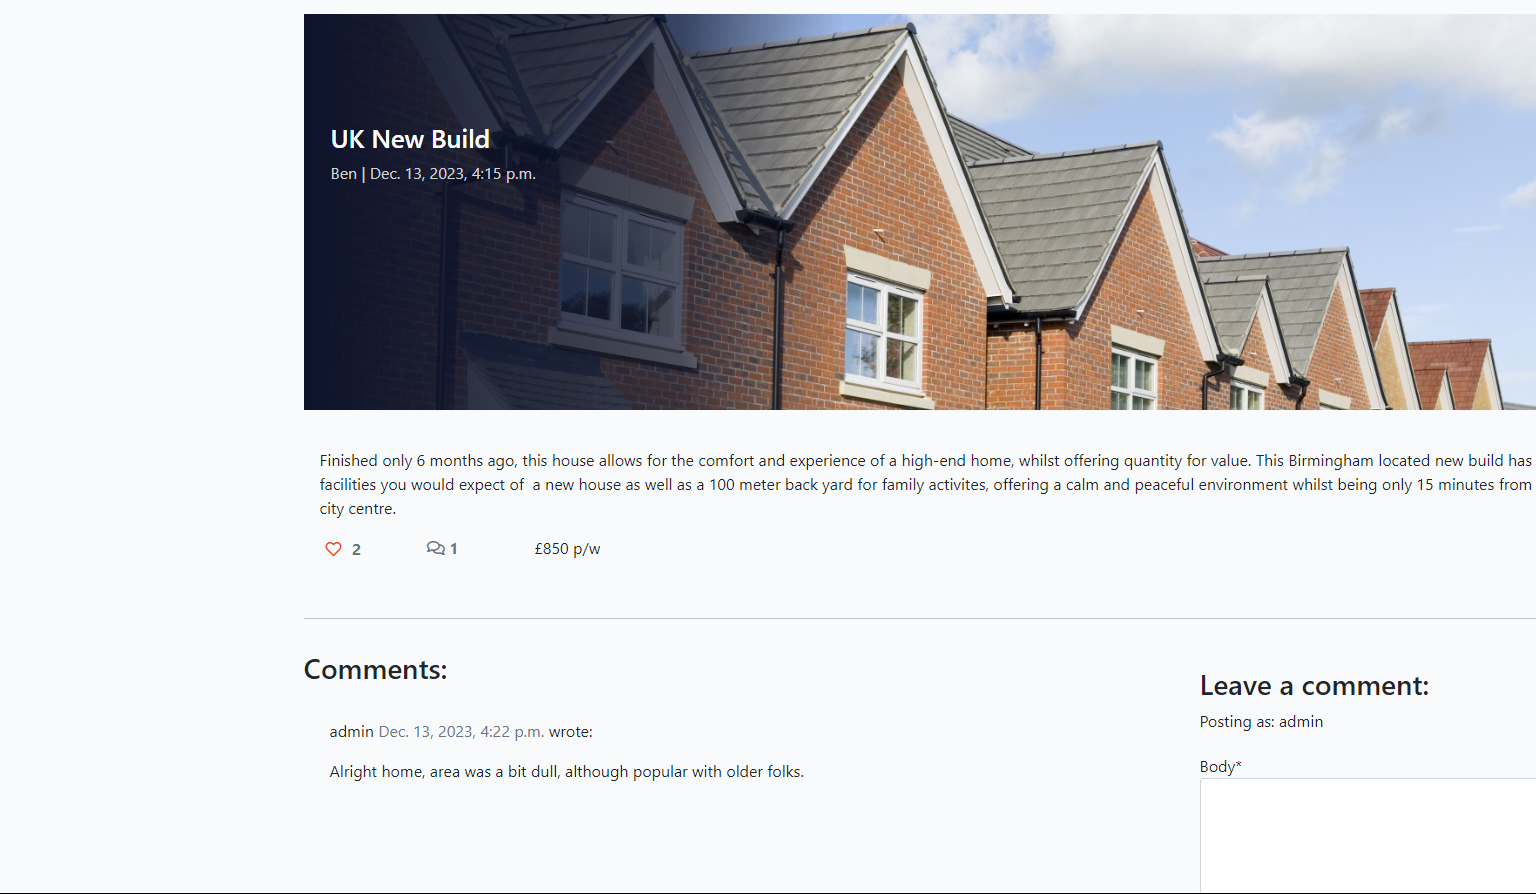 UK New Build
Ben | Dec. 13, 2023, 4:15 p.m.
Finished only 6 months ago, this house allows for the comfort and experience of a high-end home, whilst offering quantity for value. This Birmingham located new build has
facilities you would expect of  a new house as well as a 100 meter back yard for family activites, offering a calm and peaceful environment whilst being only 15 minutes from
city centre.
2
1
£850 p/w
Comments:
Leave a comment:
Posting as: admin
admin Dec. 13, 2023, 4:22 p.m. wrote:
Alright home, area was a bit dull, although popular with older folks.
Body*